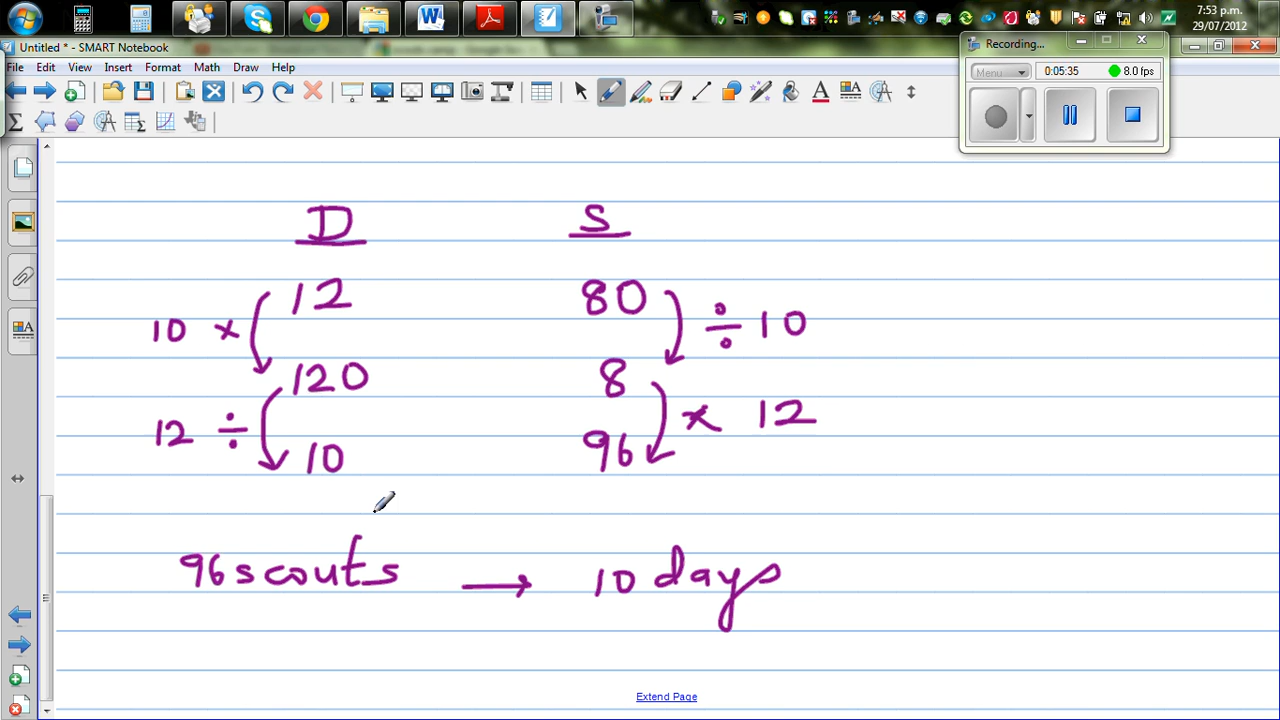 7:53 p.m.
29/07/2012
Untitled * - SMART Notebook
File Edit View Insert Format Math Draw Help
Recording...
Menu 0:05:35 8.0 fps
D S
12 80
10 × ÷ 10
120 8
12 ÷ × 12
10 96
96 scouts → 10 days
Extend Page